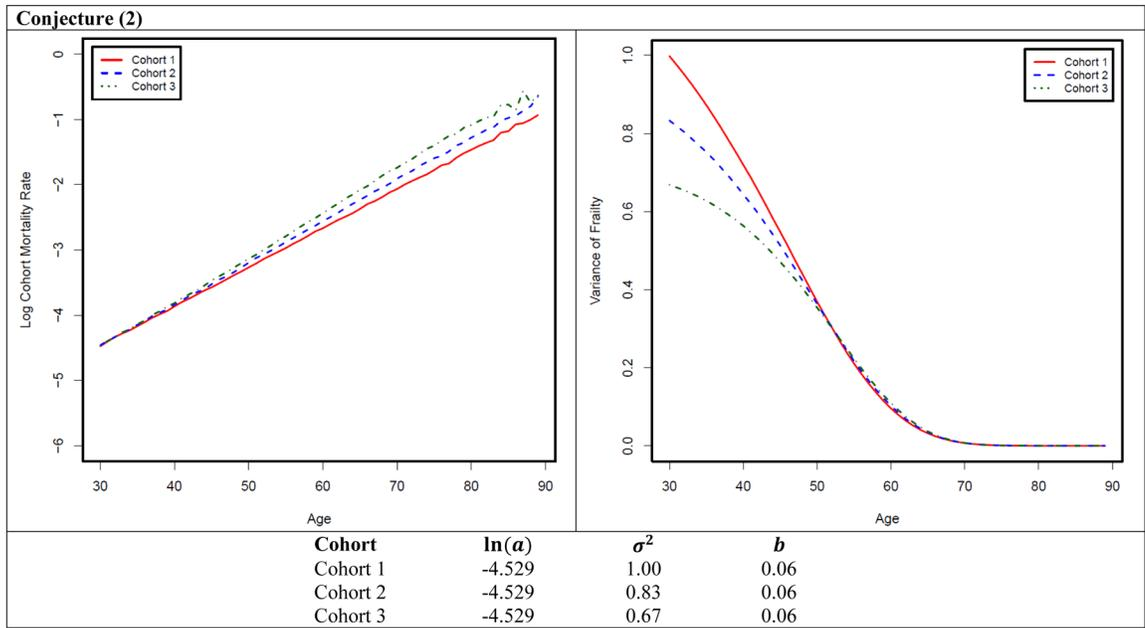 Conjecture (2)
Log Cohort Mortality Rate
0
−1
−2
−3
−4
−5
−6
Cohort 1
Cohort 2
Cohort 3
30 40 50 60 70 80 90
Age
Variance of Frailty
1.0
0.8
0.6
0.4
0.2
0.0
Cohort 1
Cohort 2
Cohort 3
30 40 50 60 70 80 90
Age
Cohort ln(a) σ² b
Cohort 1 -4.529 1.00 0.06
Cohort 2 -4.529 0.83 0.06
Cohort 3 -4.529 0.67 0.06